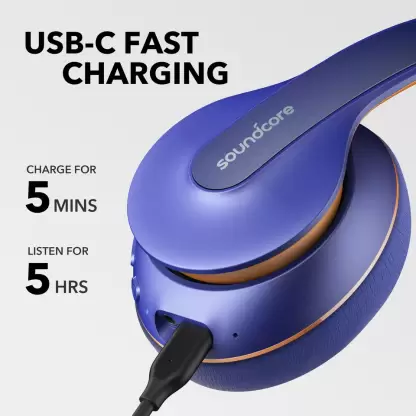 USB-C FAST
CHARGING
soundcore
CHARGE FOR
5 MINS
LISTEN FOR
5 HRS